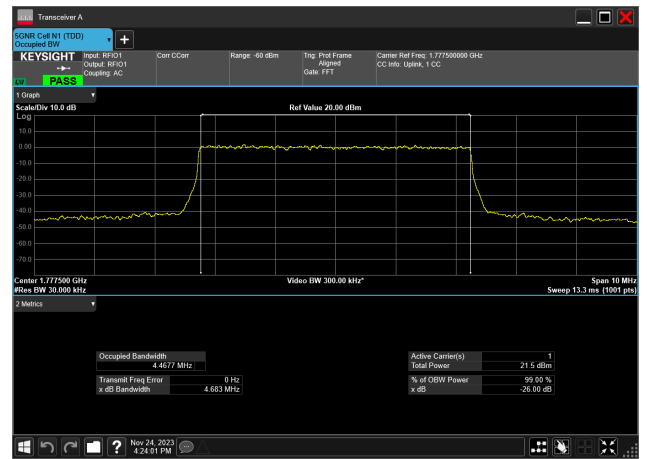 Transceiver A
5GNR Cell N1 (TDD)
Occupied BW
KEYSIGHT
LW
PASS
Input: RFIO1
Output: RFIO1
Coupling: AC
Corr CCorr
Range: -60 dBm
Trig: Prot Frame
Aligned
Gate: FFT
Carrier Ref Freq: 1.777500000 GHz
CC Info: Uplink, 1 CC
1 Graph
Scale/Div 10.0 dB
Ref Value 20.00 dBm
Log
10.0
0.00
-10.0
-20.0
-30.0
-40.0
-50.0
-60.0
-70.0
Center 1.777500 GHz
Video BW 300.00 kHz*
Span 10 MHz
#Res BW 30.000 kHz
Sweep 13.3 ms (1001 pts)
2 Metrics
Occupied Bandwidth
4.4677 MHz
Transmit Freq Error 0 Hz
x dB Bandwidth 4.683 MHz
Active Carrier(s) 1
Total Power 21.5 dBm
% of OBW Power 99.00 %
x dB -26.00 dB
?
Nov 24, 2023
4:24:01 PM